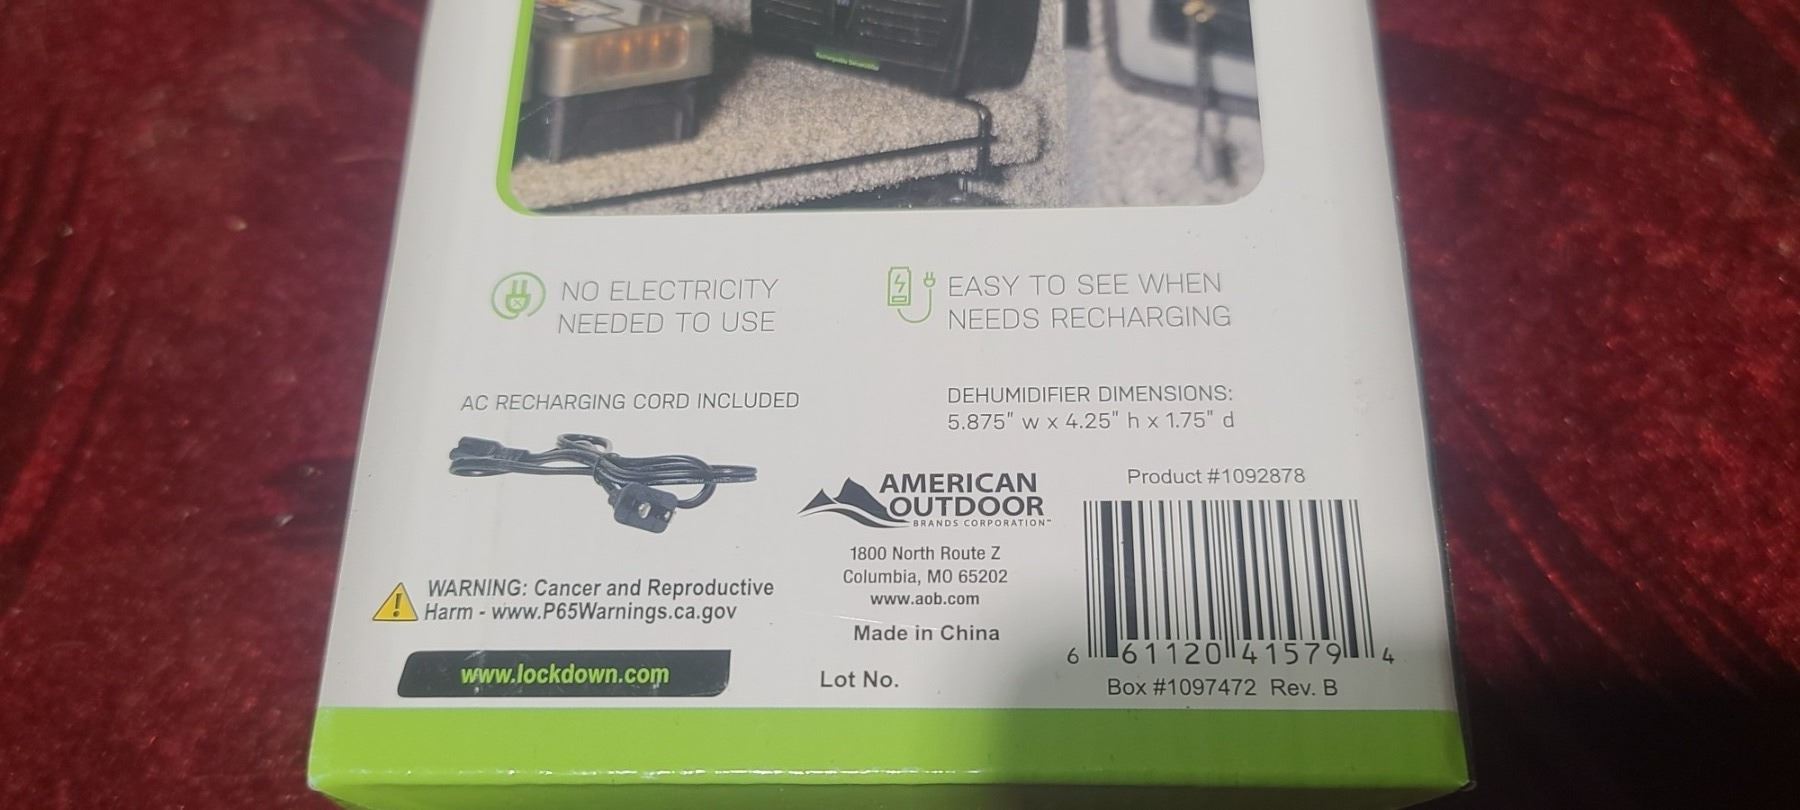 Rechargeable Dehumidifier
NO ELECTRICITY
NEEDED TO USE
EASY TO SEE WHEN
NEEDS RECHARGING
AC RECHARGING CORD INCLUDED
DEHUMIDIFIER DIMENSIONS:
5.875" w x 4.25" h x 1.75" d
AMERICAN
OUTDOOR
BRANDS CORPORATION™
1800 North Route Z
Columbia, MO 65202
www.aob.com
Made in China
Lot No.
Product #1092878
6 61120 41579 4
Box #1097472 Rev. B
WARNING: Cancer and Reproductive
Harm - www.P65Warnings.ca.gov
www.lockdown.com